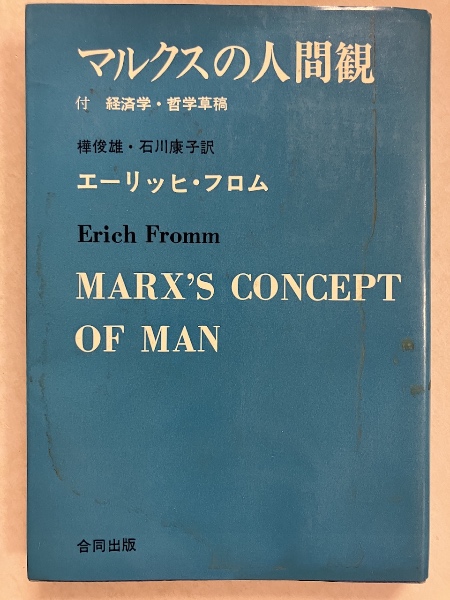 マルクスの人間観
付 経済学・哲学草稿
樺俊雄・石川康子訳
エーリッヒ・フロム
Erich Fromm
MARX'S CONCEPT
OF MAN
合同出版